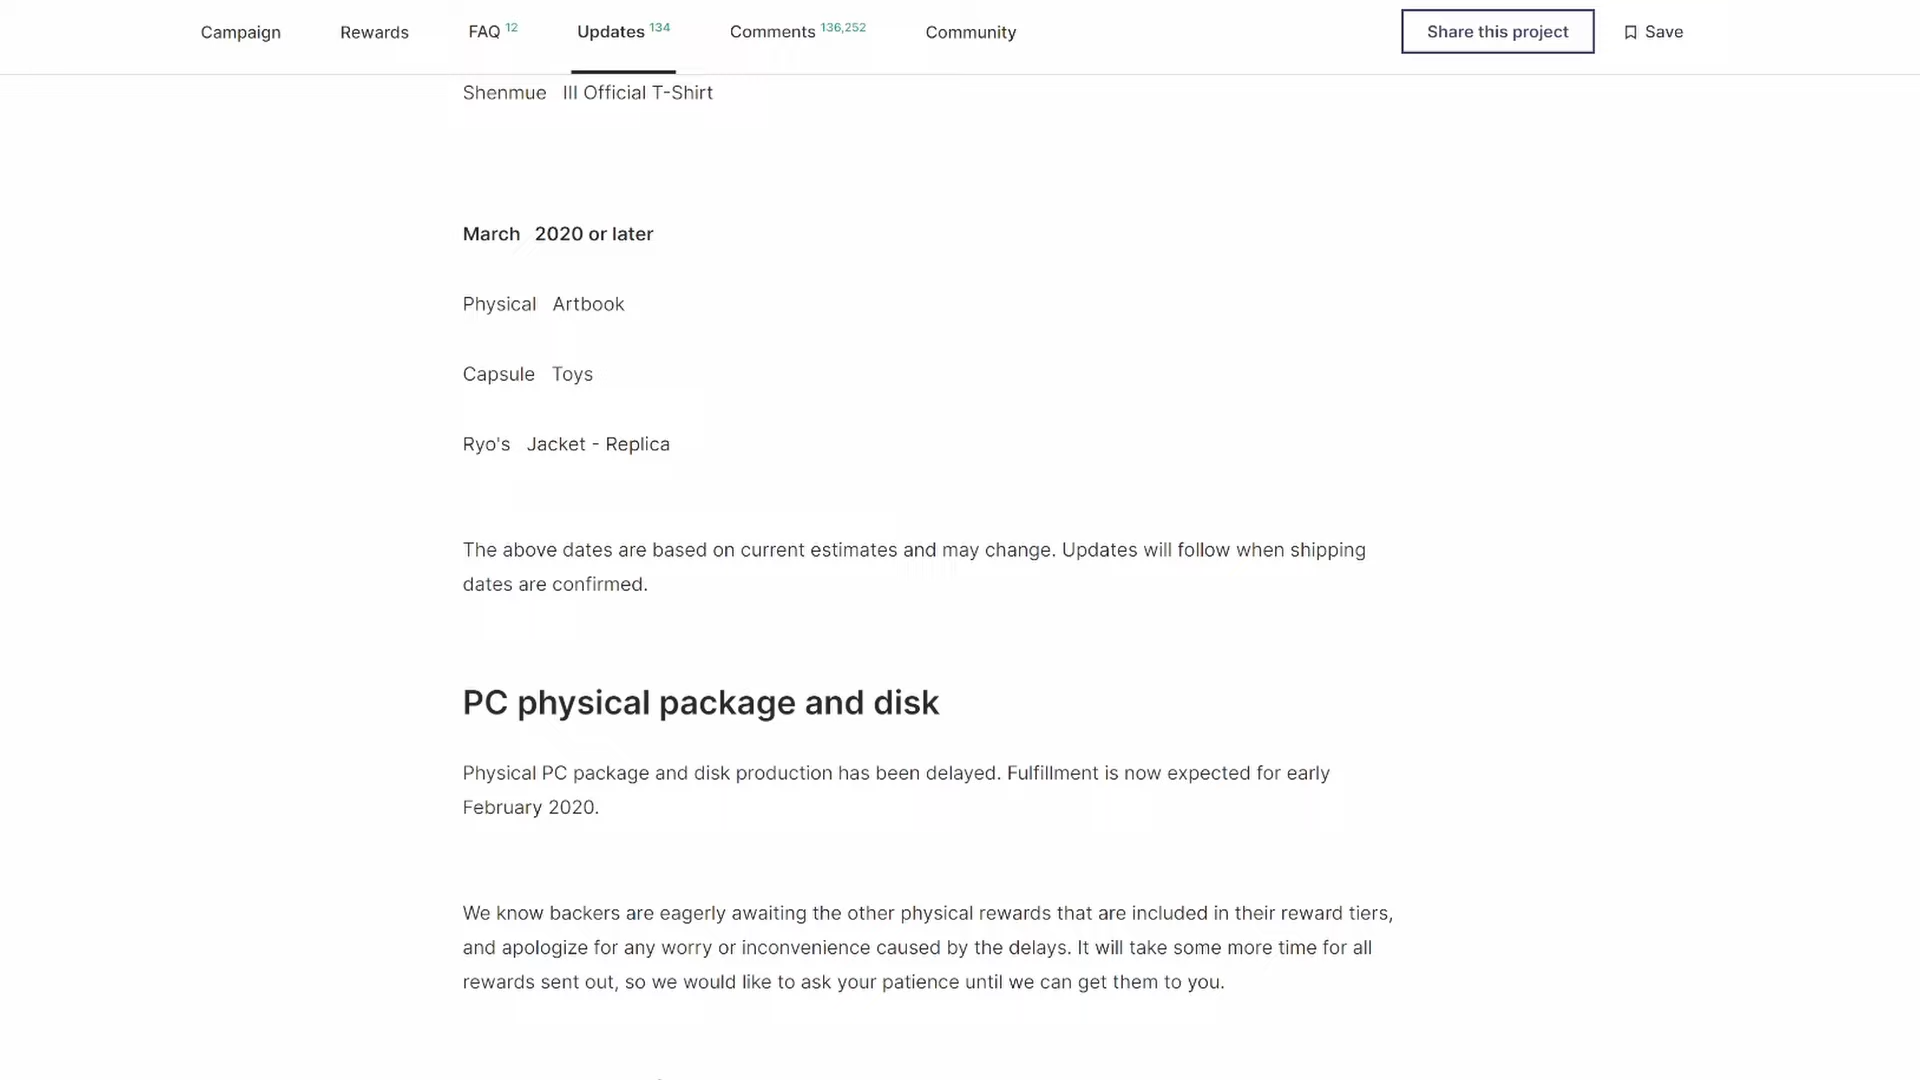 Campaign Rewards FAQ 12 Updates 134 Comments 136,252 Community Share this project Save
Shenmue III Official T-Shirt
March 2020 or later
Physical Artbook
Capsule Toys
Ryo's Jacket - Replica
The above dates are based on current estimates and may change. Updates will follow when shipping
dates are confirmed.
PC physical package and disk
Physical PC package and disk production has been delayed. Fulfillment is now expected for early
February 2020.
We know backers are eagerly awaiting the other physical rewards that are included in their reward tiers,
and apologize for any worry or inconvenience caused by the delays. It will take some more time for all
rewards sent out, so we would like to ask your patience until we can get them to you.